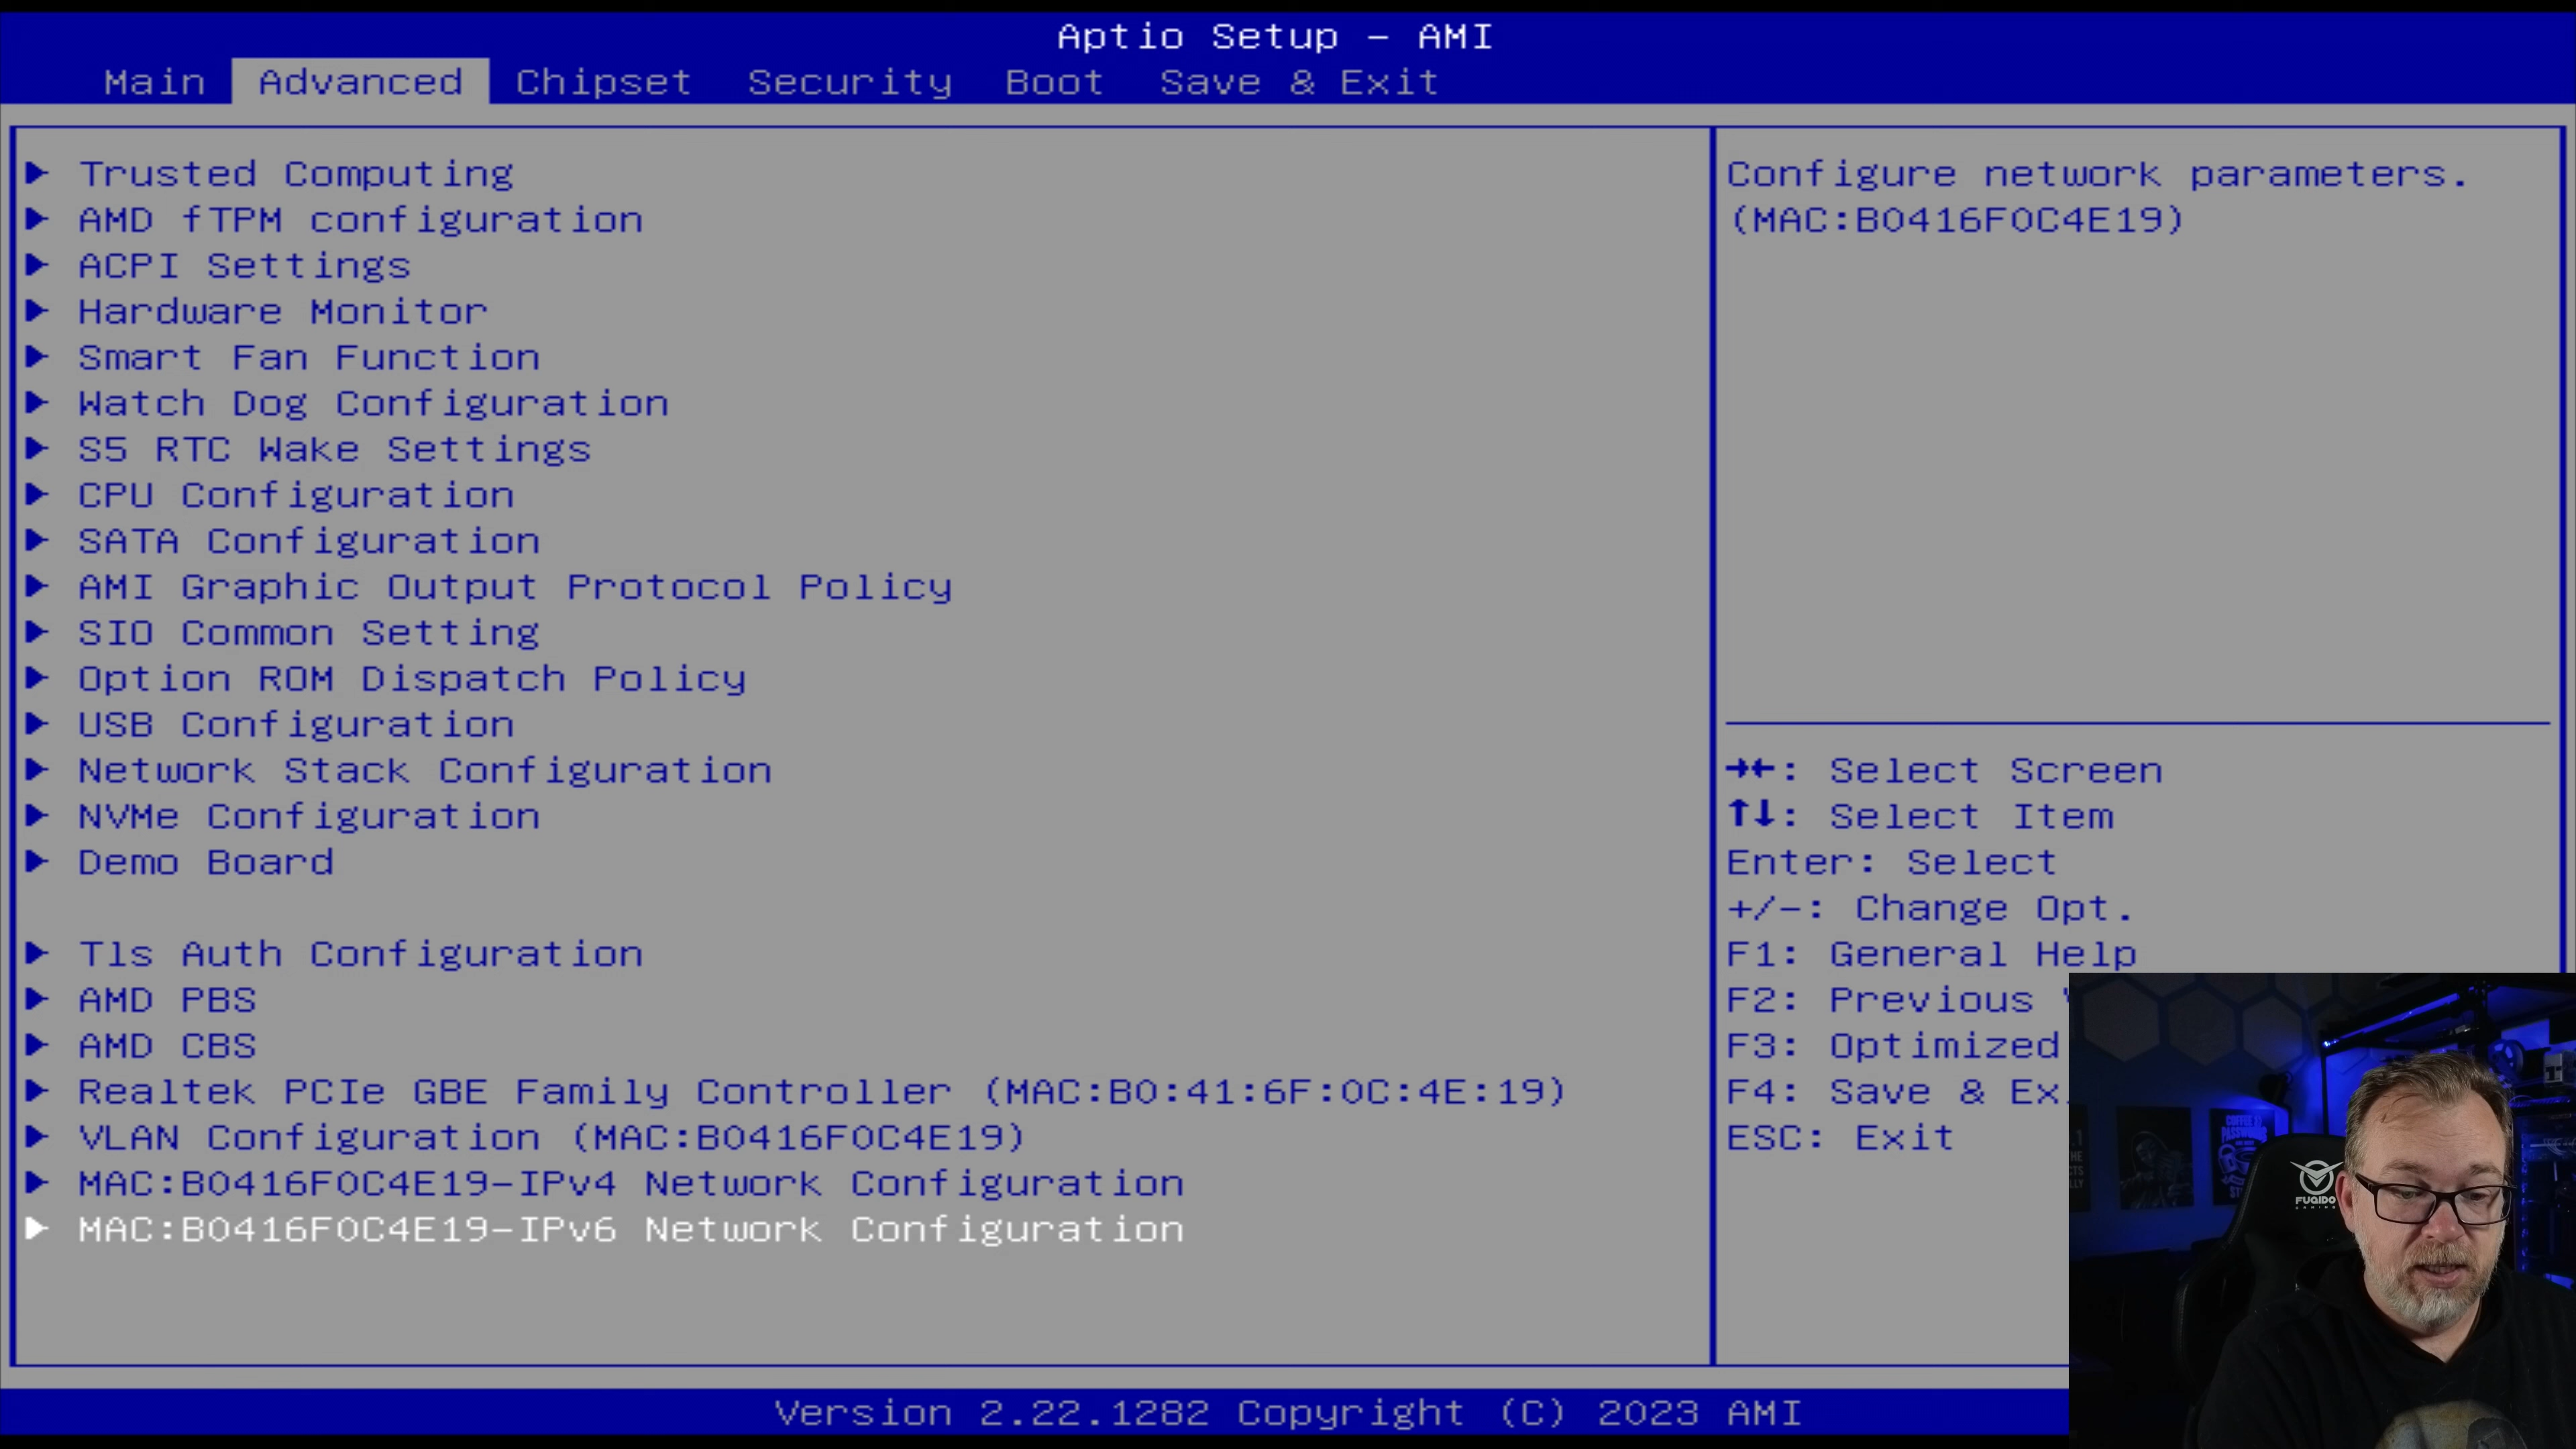 Aptio Setup - AMI
Main Advanced Chipset Security Boot Save & Exit
Trusted Computing
AMD fTPM configuration
ACPI Settings
Hardware Monitor
Smart Fan Function
Watch Dog Configuration
S5 RTC Wake Settings
CPU Configuration
SATA Configuration
AMI Graphic Output Protocol Policy
SIO Common Setting
Option ROM Dispatch Policy
USB Configuration
Network Stack Configuration
NVMe Configuration
Demo Board
Tls Auth Configuration
AMD PBS
AMD CBS
Realtek PCIe GBE Family Controller (MAC:B0:41:6F:0C:4E:19)
VLAN Configuration (MAC:B0416F0C4E19)
MAC:B0416F0C4E19-IPv4 Network Configuration
MAC:B0416F0C4E19-IPv6 Network Configuration
Configure network parameters.
(MAC:B0416F0C4E19)
→←: Select Screen
↑↓: Select Item
Enter: Select
+/-: Change Opt.
F1: General Help
F2: Previous
F3: Optimized
F4: Save & Ex
ESC: Exit
FUQIDO
Version 2.22.1282 Copyright (C) 2023 AMI